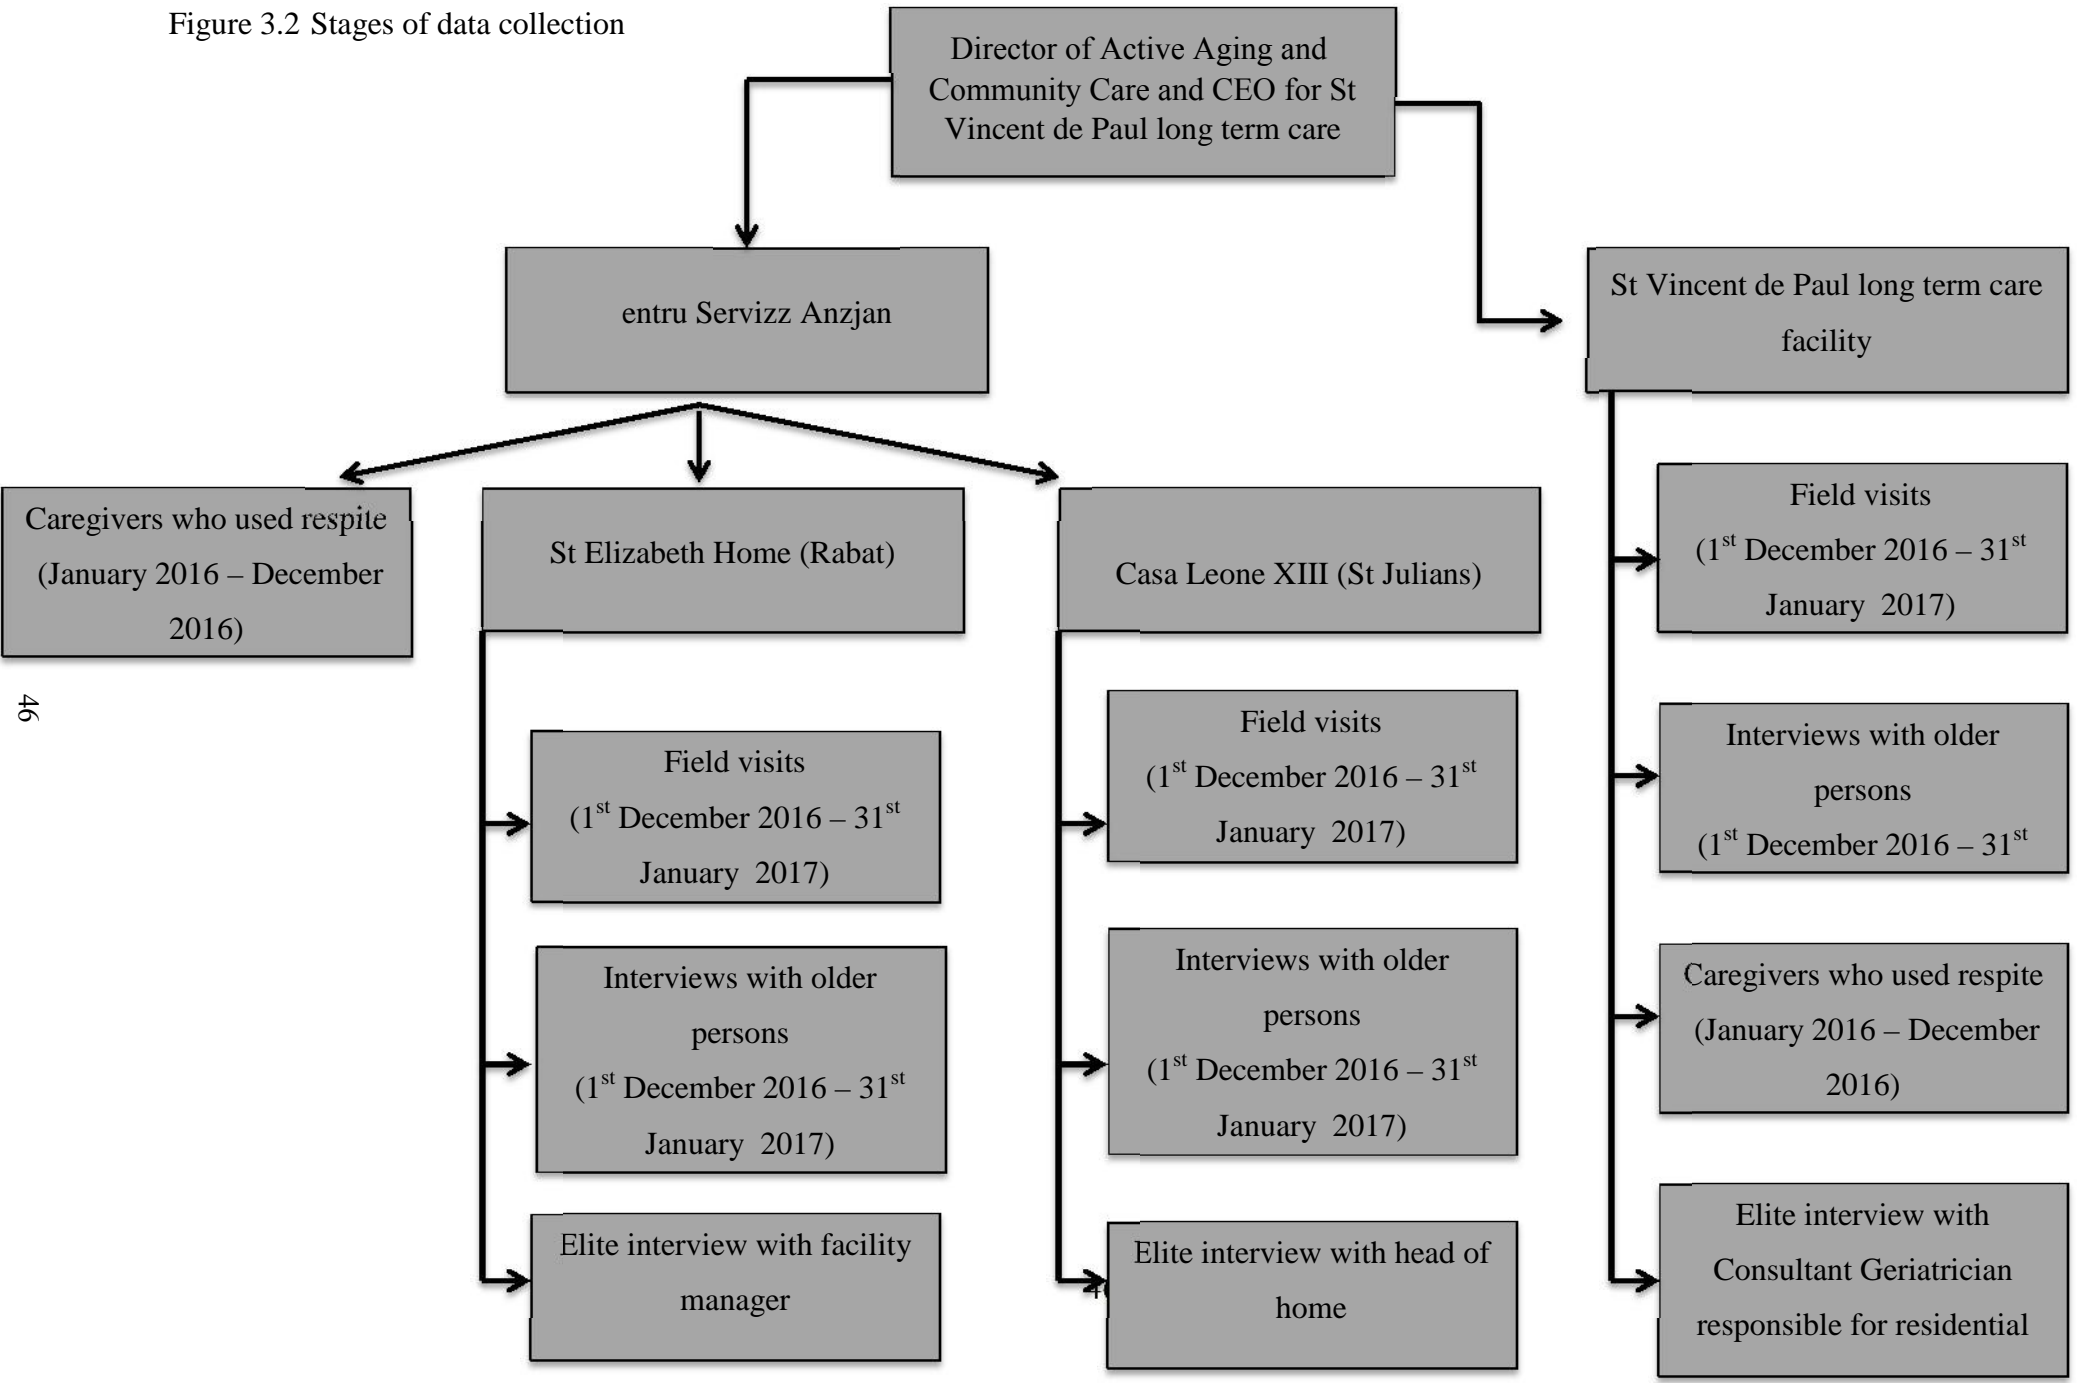 Figure 3.2 Stages of data collection
Director of Active Aging and
Community Care and CEO for St
Vincent de Paul long term care
entru Servizz Anzjan
St Vincent de Paul long term care
facility
Caregivers who used respite
(January 2016 – December
2016)
St Elizabeth Home (Rabat)
Casa Leone XIII (St Julians)
Field visits
(1st December 2016 – 31st
January 2017)
Interviews with older
persons
(1st December 2016 – 31st
January 2017)
Elite interview with facility
manager
Field visits
(1st December 2016 – 31st
January 2017)
Interviews with older
persons
(1st December 2016 – 31st
January 2017)
Elite interview with head of
home
Field visits
(1st December 2016 – 31st
January 2017)
Interviews with older
persons
(1st December 2016 – 31st
Caregivers who used respite
(January 2016 – December
2016)
Elite interview with
Consultant Geriatrician
responsible for residential
46